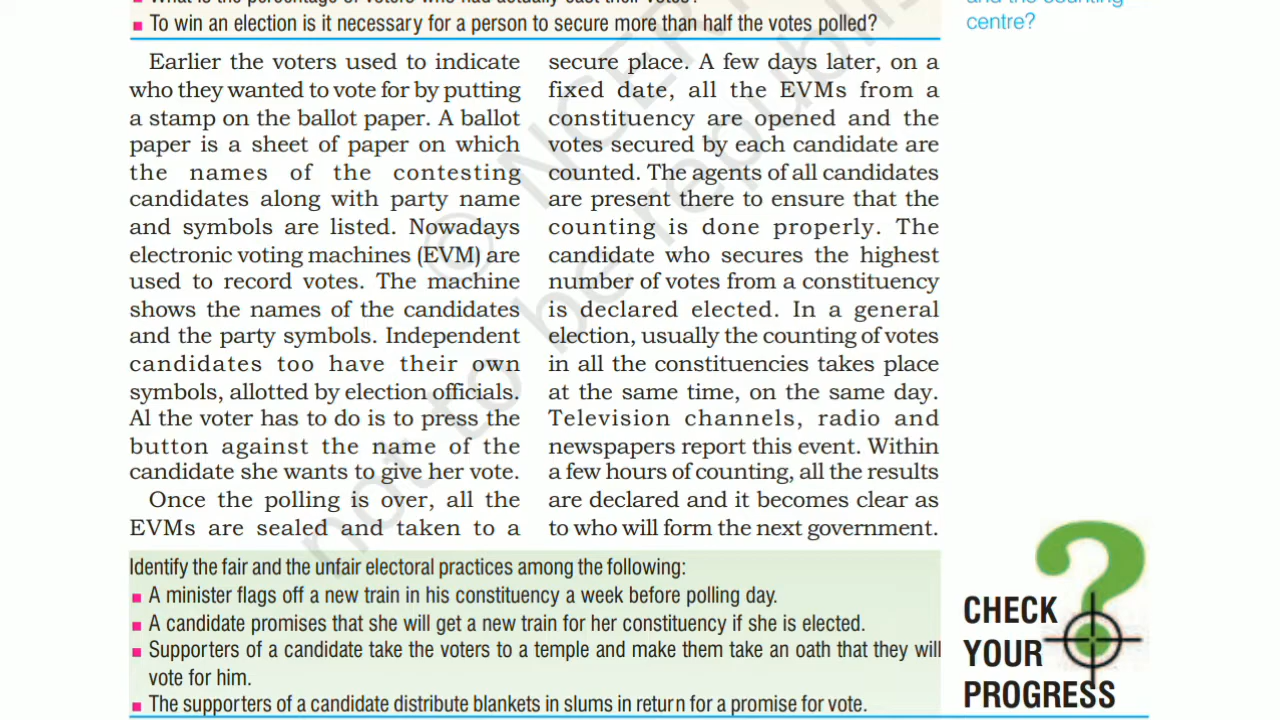 To win an election is it necessary for a person to secure more than half the votes polled?
and the counting
centre?
Earlier the voters used to indicate
who they wanted to vote for by putting
a stamp on the ballot paper. A ballot
paper is a sheet of paper on which
the names of the contesting
candidates along with party name
and symbols are listed. Nowadays
electronic voting machines (EVM) are
used to record votes. The machine
shows the names of the candidates
and the party symbols. Independent
candidates too have their own
symbols, allotted by election officials.
Al the voter has to do is to press the
button against the name of the
candidate she wants to give her vote.
Once the polling is over, all the
EVMs are sealed and taken to a
secure place. A few days later, on a
fixed date, all the EVMs from a
constituency are opened and the
votes secured by each candidate are
counted. The agents of all candidates
are present there to ensure that the
counting is done properly. The
candidate who secures the highest
number of votes from a constituency
is declared elected. In a general
election, usually the counting of votes
in all the constituencies takes place
at the same time, on the same day.
Television channels, radio and
newspapers report this event. Within
a few hours of counting, all the results
are declared and it becomes clear as
to who will form the next government.
Identify the fair and the unfair electoral practices among the following:
A minister flags off a new train in his constituency a week before polling day.
A candidate promises that she will get a new train for her constituency if she is elected.
Supporters of a candidate take the voters to a temple and make them take an oath that they will
vote for him.
The supporters of a candidate distribute blankets in slums in return for a promise for vote.
CHECK
YOUR
PROGRESS
?
© NCER
not to be republis